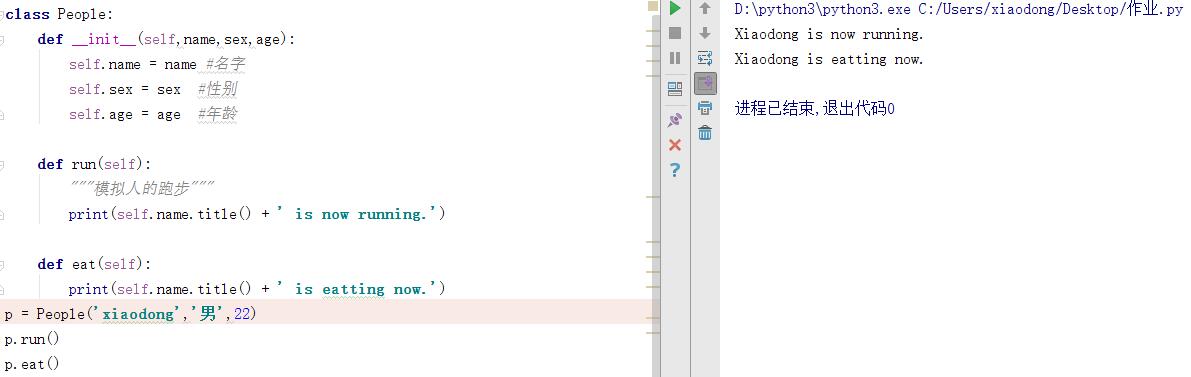 class People:
def __init__(self,name,sex,age):
self.name = name #名字
self.sex = sex  #性别
self.age = age  #年龄
def run(self):
"""模拟人的跑步"""
print(self.name.title() + ' is now running.')
def eat(self):
print(self.name.title() + ' is eatting now.')
p = People('xiaodong','男',22)
p.run()
p.eat()
D:\python3\python3.exe C:/Users/xiaodong/Desktop/作业.py
Xiaodong is now running.
Xiaodong is eatting now.
进程已结束,退出代码0